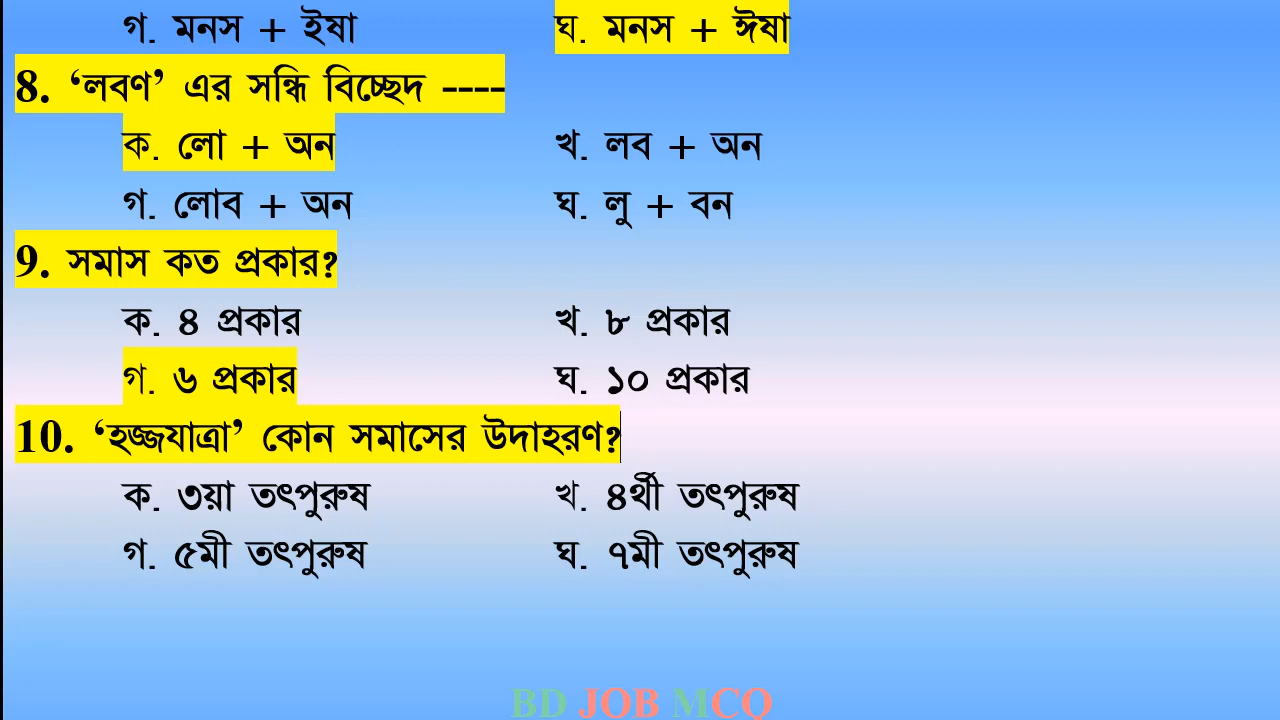 গ. মনস + ইষা ঘ. মনস + ঈষা
8. ‘লবণ’ এর সন্ধি বিচ্ছেদ ----
ক. লো + অন খ. লব + অন
গ. লোব + অন ঘ. লু + বন
9. সমাস কত প্রকার?
ক. ৪ প্রকার খ. ৮ প্রকার
গ. ৬ প্রকার ঘ. ১০ প্রকার
10. ‘হজ্জযাত্রা’ কোন সমাসের উদাহরণ?
ক. ৩য়া তৎপুরুষ খ. ৪র্থী তৎপুরুষ
গ. ৫মী তৎপুরুষ ঘ. ৭মী তৎপুরুষ
BD JOB MCQ